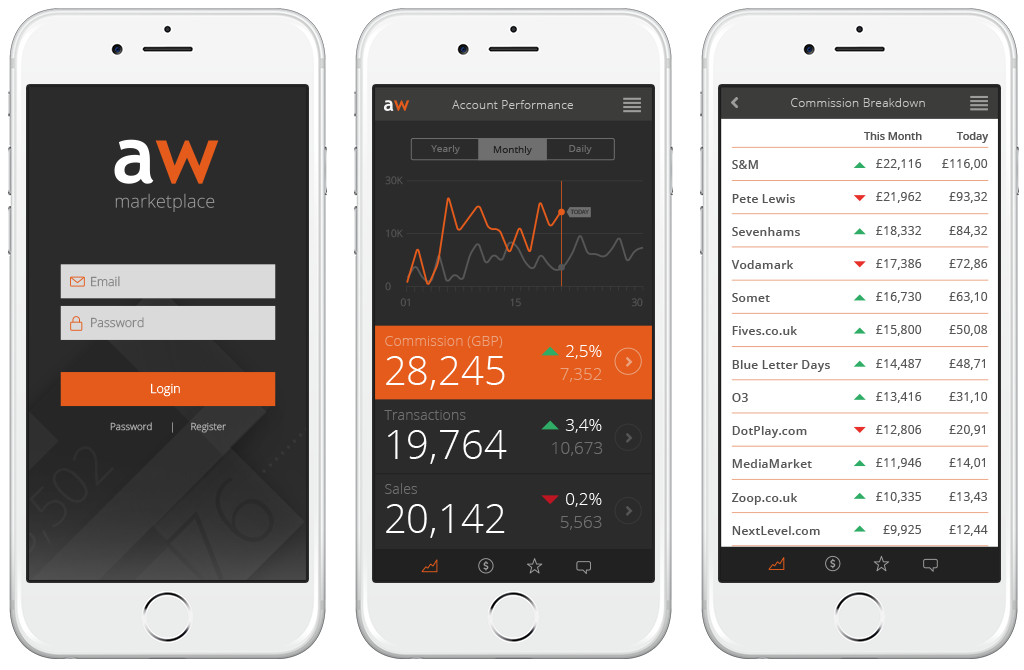 aw
marketplace
Email
Password
Login
Password | Register
502
76
aw Account Performance
Yearly Monthly Daily
30K
TODAY
10K
0
01 15 30
Commission (GBP)
28,245 2,5%
7,352
Transactions
19,764 3,4%
10,673
Sales
20,142 0,2%
5,563
Commission Breakdown
This Month Today
S&M £22,116 £116,00
Pete Lewis £21,962 £93,32
Sevenhams £18,332 £84,32
Vodamark £17,386 £72,86
Somet £16,730 £63,10
Fives.co.uk £15,800 £50,08
Blue Letter Days £14,487 £48,71
O3 £13,416 £31,10
DotPlay.com £12,806 £20,91
MediaMarket £11,946 £14,01
Zoop.co.uk £10,335 £13,43
NextLevel.com £9,925 £12,44